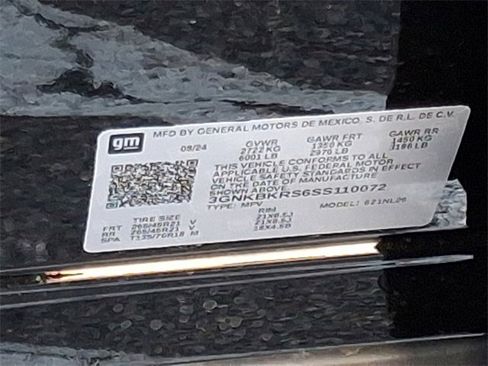 gm
MFD BY GENERAL MOTORS DE MEXICO, S. DE R.L. DE C.V.
08/24 GVWR GAWR FRT GAWR RR
2722 KG 1350 KG 1450 KG
6001 LB 2976 LB 3196 LB
THIS VEHICLE CONFORMS TO ALL
APPLICABLE U.S. FEDERAL MOTOR
VEHICLE SAFETY STANDARDS IN EFFECT
ON THE DATE OF MANUFACTURE
SHOWN ABOVE.
3GNKBKRS6SS110072
TYPE: MPV MODEL: 621NL26
TIRE SIZE RIM
FRT 265/45R21 V 21X8.5J
RR 265/45R21 V 21X8.5J
SPA T135/70R18 M 18X4.5B